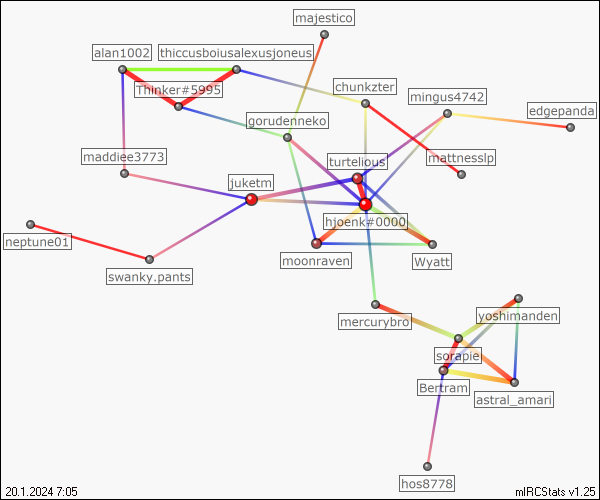 majestico
alan1002
thiccusboiusalexusjoneus
Thinker#5995
chunkzter
mingus4742
edgepanda
gorudenneko
maddiee3773
turtelious
mattnesslp
juketm
hjoenk#0000
neptune01
swanky.pants
moonraven
Wyatt
mercurybro
yoshimanden
sorapie
Bertram
astral_amari
hos8778
20.1.2024 7:05
mIRCStats v1.25